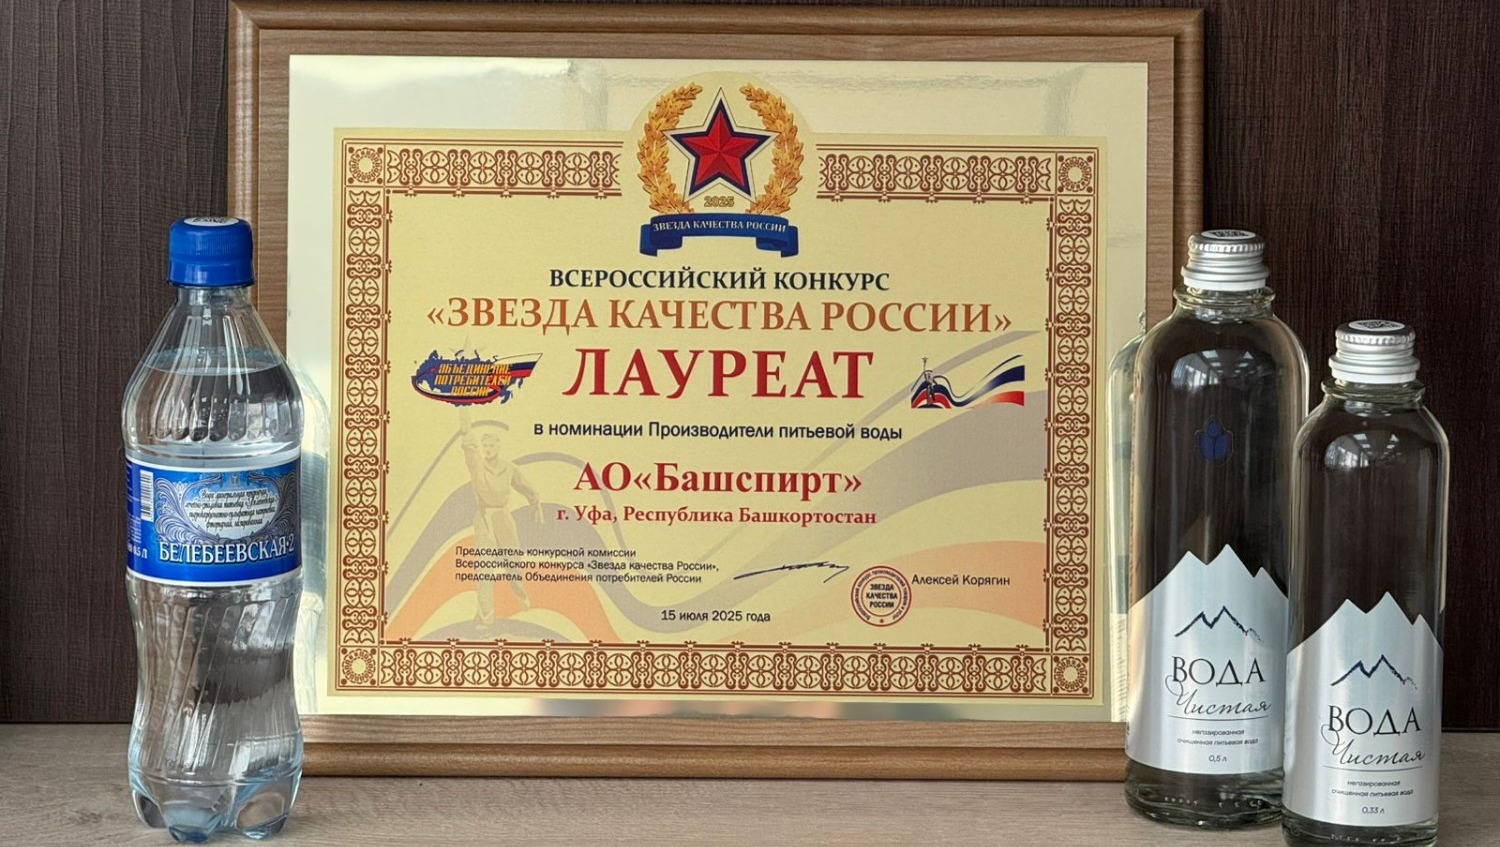 2025
ЗВЕЗДА КАЧЕСТВА РОССИИ
ВСЕРОССИЙСКИЙ КОНКУРС
«ЗВЕЗДА КАЧЕСТВА РОССИИ»
ЛАУРЕАТ
ОБЪЕДИНЕНИЕ
ПОТРЕБИТЕЛЕЙ
РОССИИ
в номинации Производители питьевой воды
АО«Башспирт»
г. Уфа, Республика Башкортостан
Председатель конкурсной комиссии
Всероссийского конкурса «Звезда качества России»,
председатель Объединения потребителей России
Алексей Корягин
ЗВЕЗДА
КАЧЕСТВА
РОССИИ
15 июля 2025 года
0,5 л
БЕЛЕБЕЕВСКАЯ-2
ВОДА
Чистая
негазированная
очищенная питьевая вода
0,5 л
ВОДА
Чистая
негазированная
очищенная питьевая вода
0,33 л